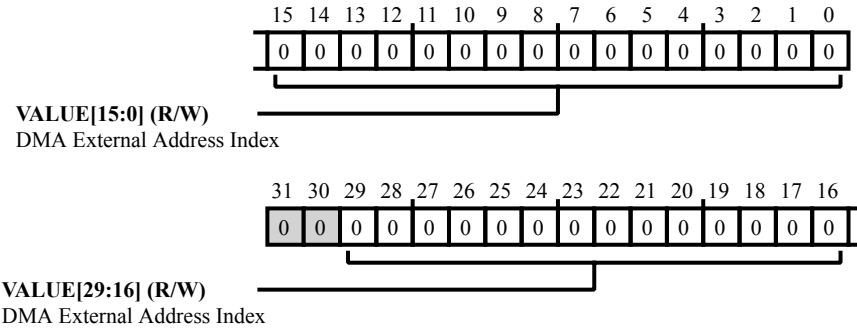 15 14 13 12 11 10 9 8 7 6 5 4 3 2 1 0
0 0 0 0 0 0 0 0 0 0 0 0 0 0 0 0
VALUE[15:0] (R/W)
DMA External Address Index
31 30 29 28 27 26 25 24 23 22 21 20 19 18 17 16
0 0 0 0 0 0 0 0 0 0 0 0 0 0 0 0
VALUE[29:16] (R/W)
DMA External Address Index